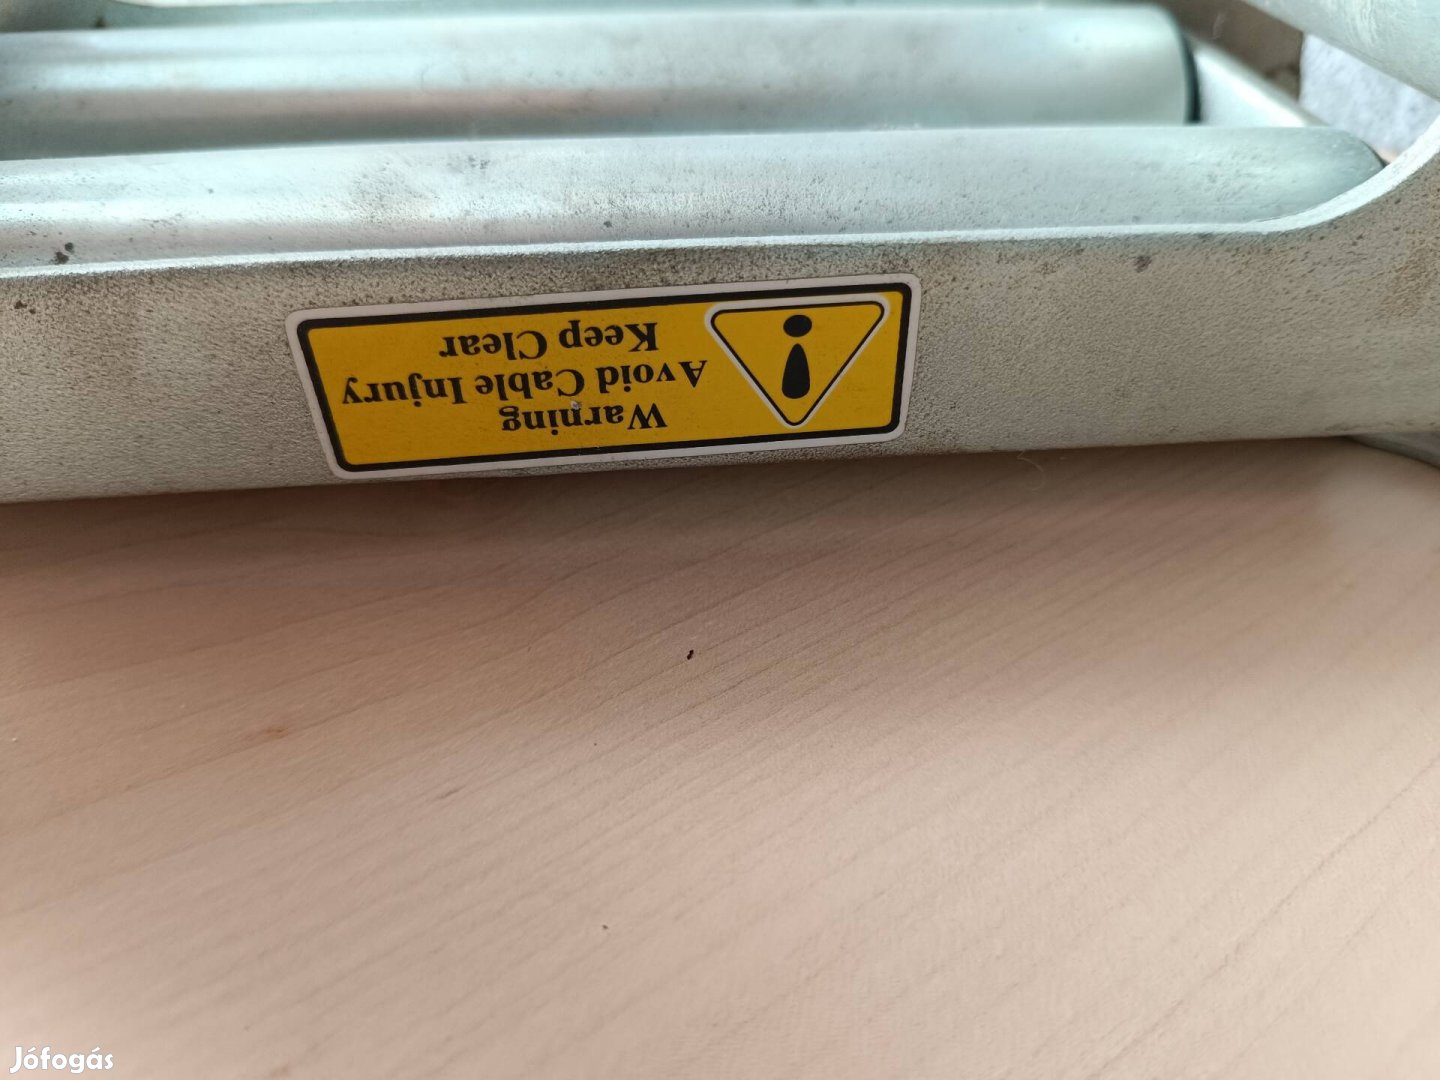 Warning
Avoid Cable Injury
Keep Clear
Jófogás